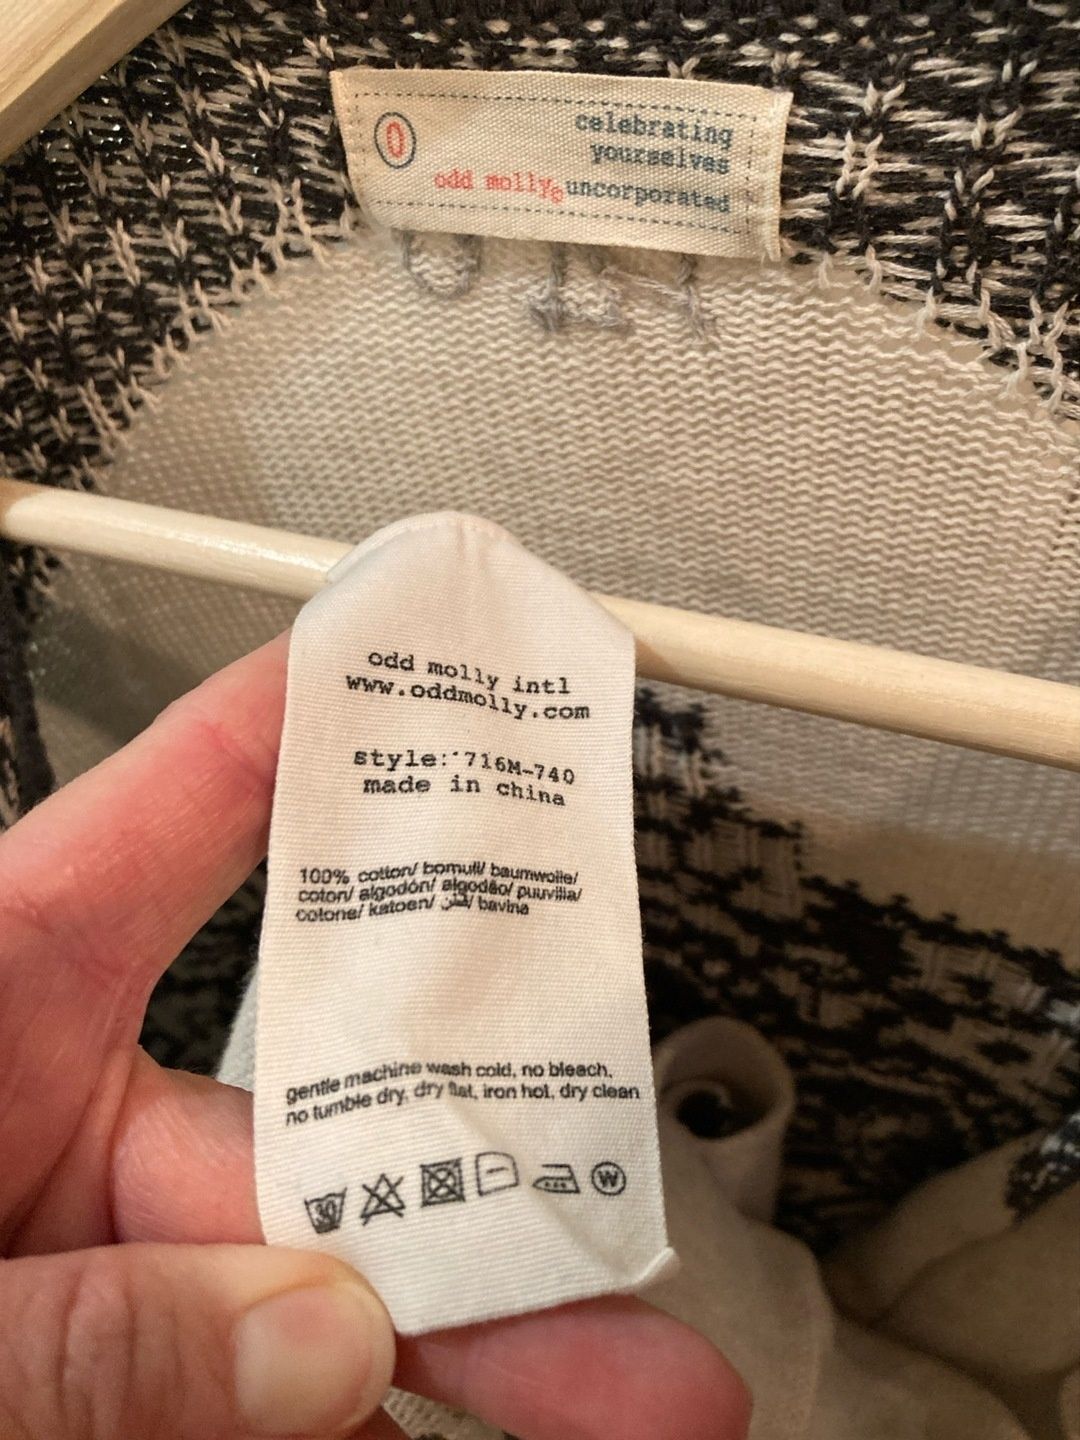 0
celebrating
yourselves
odd molly© uncorporated
odd molly intl
www.oddmolly.com
style: 716M-740
made in china
100% cotton/ bomull/ baumwolle/
coton/ algodón/ algodão/ puuvilla/
cotone/ katoen/ قطن/ bavlna
gentle machine wash cold, no bleach,
no tumble dry, dry flat, iron hot, dry clean
30
W